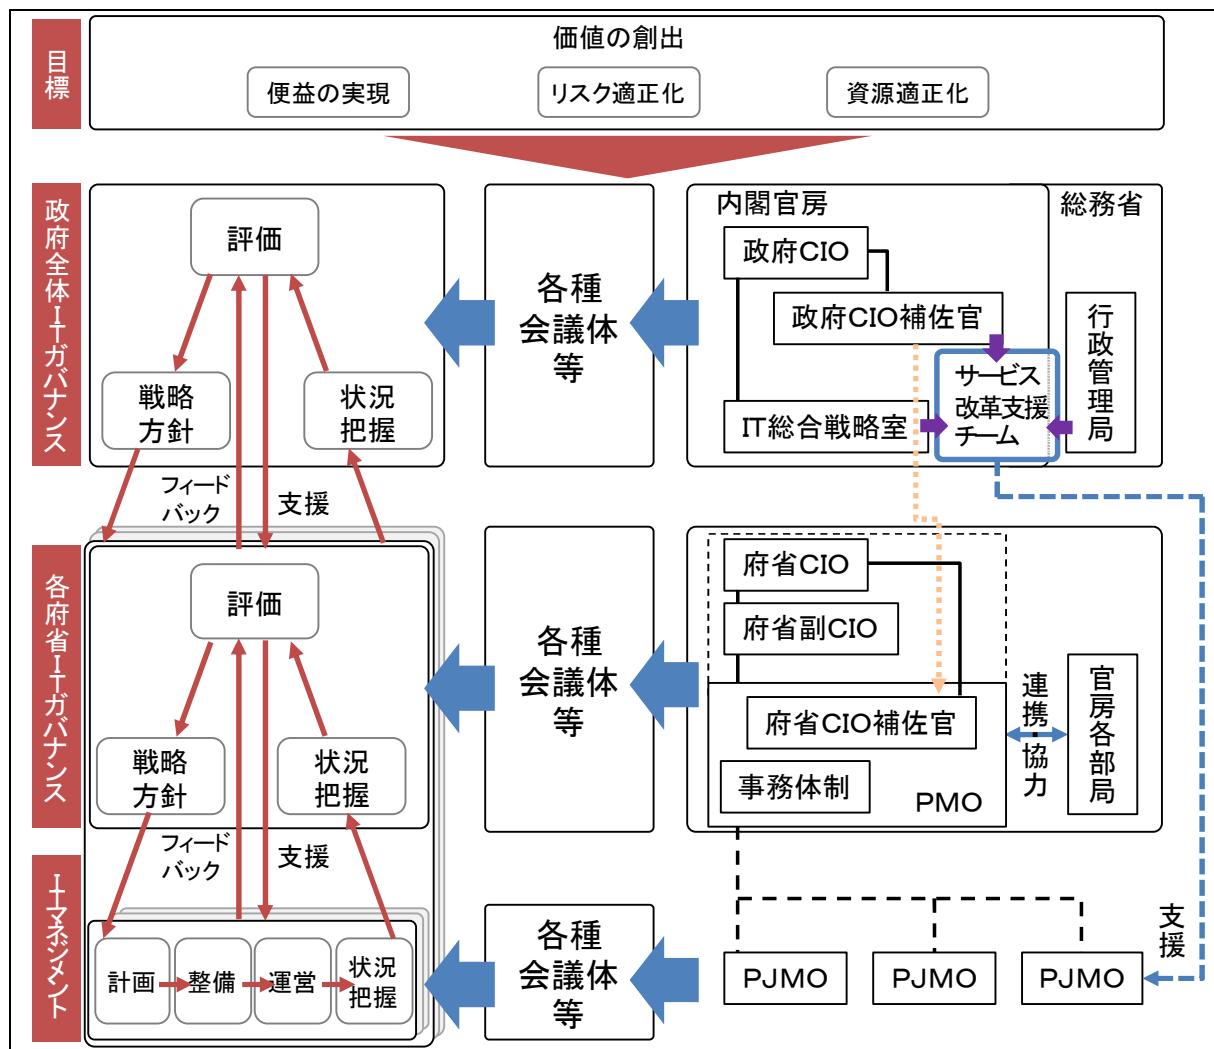 目標
価値の創出
便益の実現
リスク適正化
資源適正化
政府全体ITガバナンス
評価
戦略
方針
状況
把握
フィード
バック
支援
各種
会議体
等
内閣官房
総務省
政府CIO
政府CIO補佐官
IT総合戦略室
サービス
改革支援
チーム
行政管理局
各府省ITガバナンス
評価
戦略
方針
状況
把握
フィード
バック
支援
各種
会議体
等
府省CIO
府省副CIO
府省CIO補佐官
事務体制
PMO
連携・協力
官房各部局
ITマネジメント
計画
整備
運営
状況
把握
各種
会議体
等
PJMO
PJMO
PJMO
支援